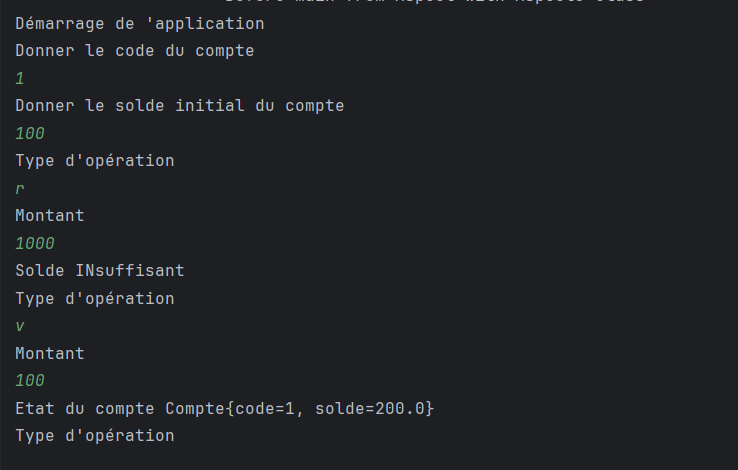 Démarrage de 'application
Donner le code du compte
1
Donner le solde initial du compte
100
Type d'opération
r
Montant
1000
Solde INsuffisant
Type d'opération
v
Montant
100
Etat du compte Compte{code=1, solde=200.0}
Type d'opération